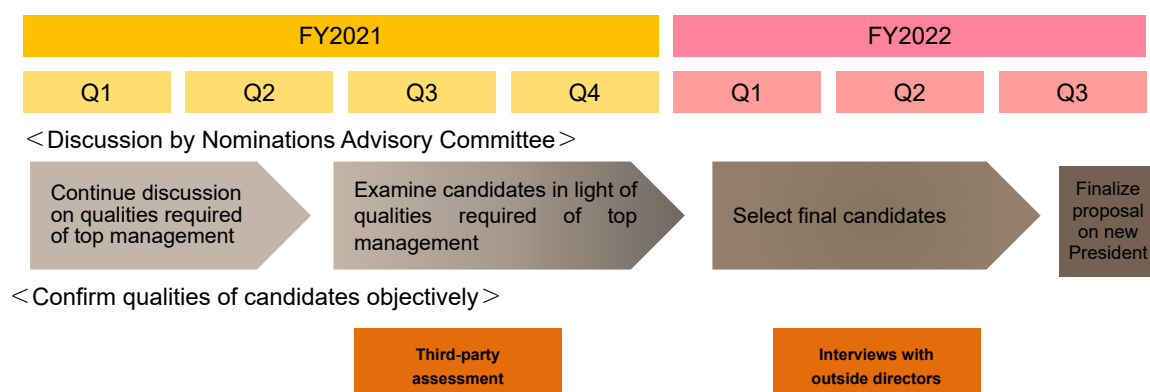 FY2021 FY2022
Q1 Q2 Q3 Q4 Q1 Q2 Q3
<Discussion by Nominations Advisory Committee>
Continue discussion
on qualities required
of top management
Examine candidates in light of
qualities required of top
management
Select final candidates
Finalize
proposal
on new
President
<Confirm qualities of candidates objectively>
Third-party
assessment
Interviews with
outside directors